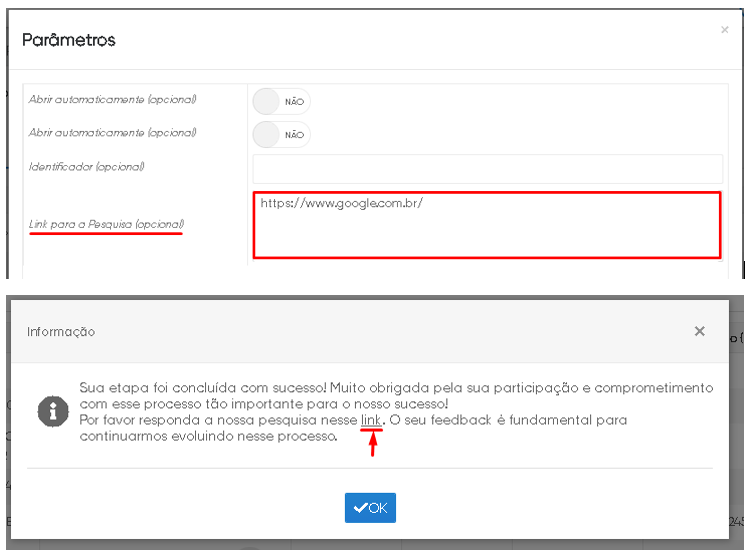 Parâmetros
×
Abrir automaticamente (opcional)
NÃO
Abrir automaticamente (opcional)
NÃO
Identificador (opcional)
Link para a Pesquisa (opcional)
https://www.google.com.br/
Informação
×
Sua etapa foi concluída com sucesso! Muito obrigada pela sua participação e comprometimento
com esse processo tão importante para o nosso sucesso!
Por favor responda a nossa pesquisa nesse link. O seu feedback é fundamental para
continuarmos evoluindo nesse processo.
OK